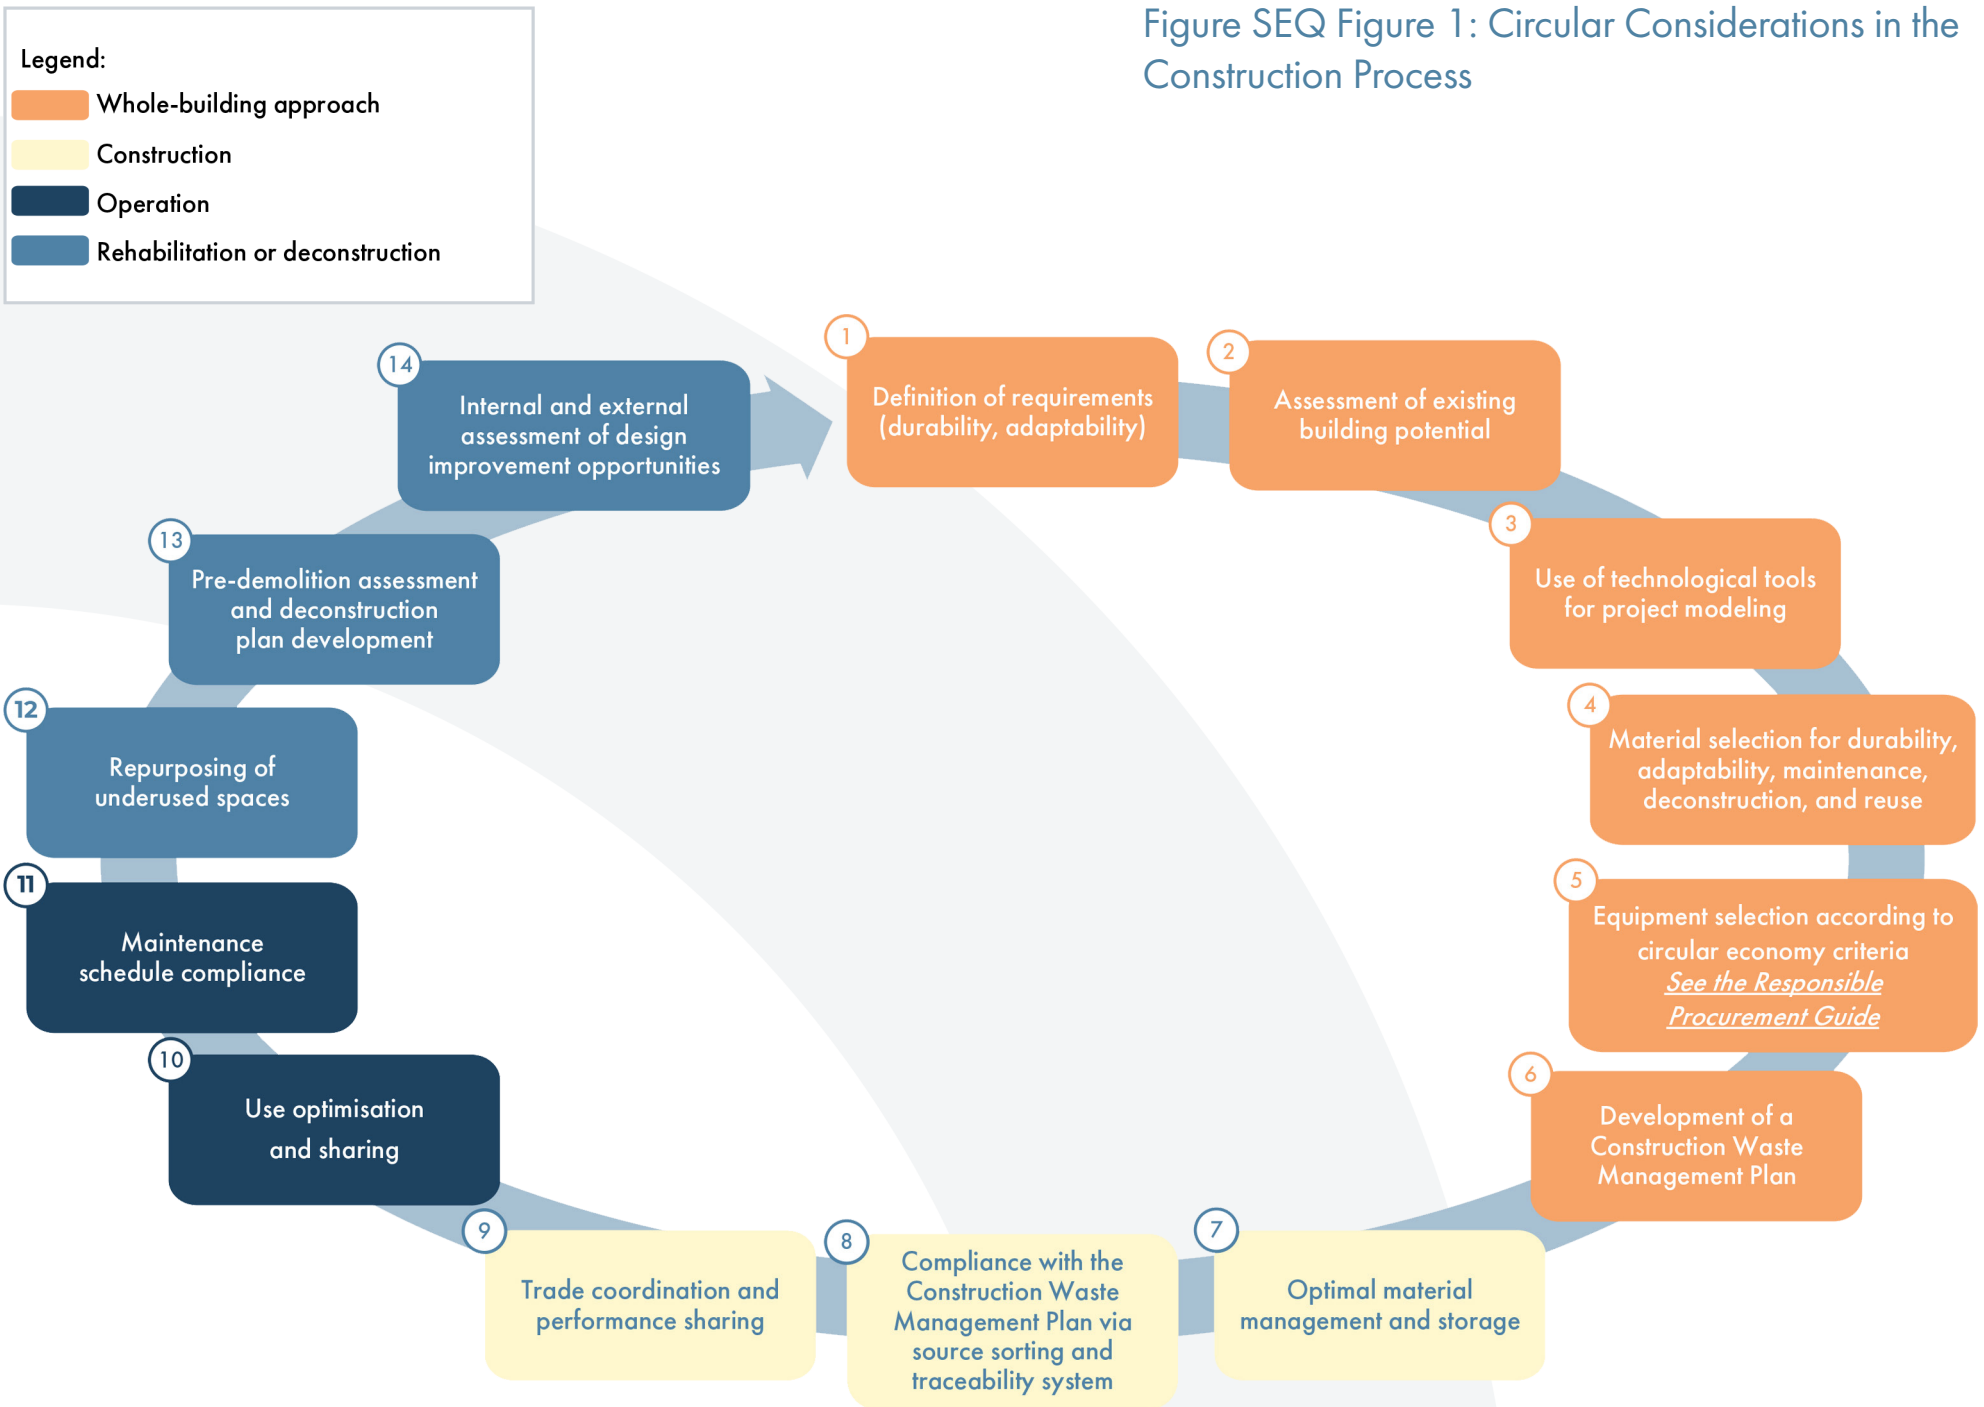 Figure SEQ Figure 1: Circular Considerations in the
Construction Process
Legend:
Whole-building approach
Construction
Operation
Rehabilitation or deconstruction
1
Definition of requirements
(durability, adaptability)
2
Assessment of existing
building potential
3
Use of technological tools
for project modeling
4
Material selection for durability,
adaptability, maintenance,
deconstruction, and reuse
5
Equipment selection according to
circular economy criteria
See the Responsible
Procurement Guide
6
Development of a
Construction Waste
Management Plan
7
Optimal material
management and storage
8
Compliance with the
Construction Waste
Management Plan via
source sorting and
traceability system
9
Trade coordination and
performance sharing
10
Use optimisation
and sharing
11
Maintenance
schedule compliance
12
Repurposing of
underused spaces
13
Pre-demolition assessment
and deconstruction
plan development
14
Internal and external
assessment of design
improvement opportunities